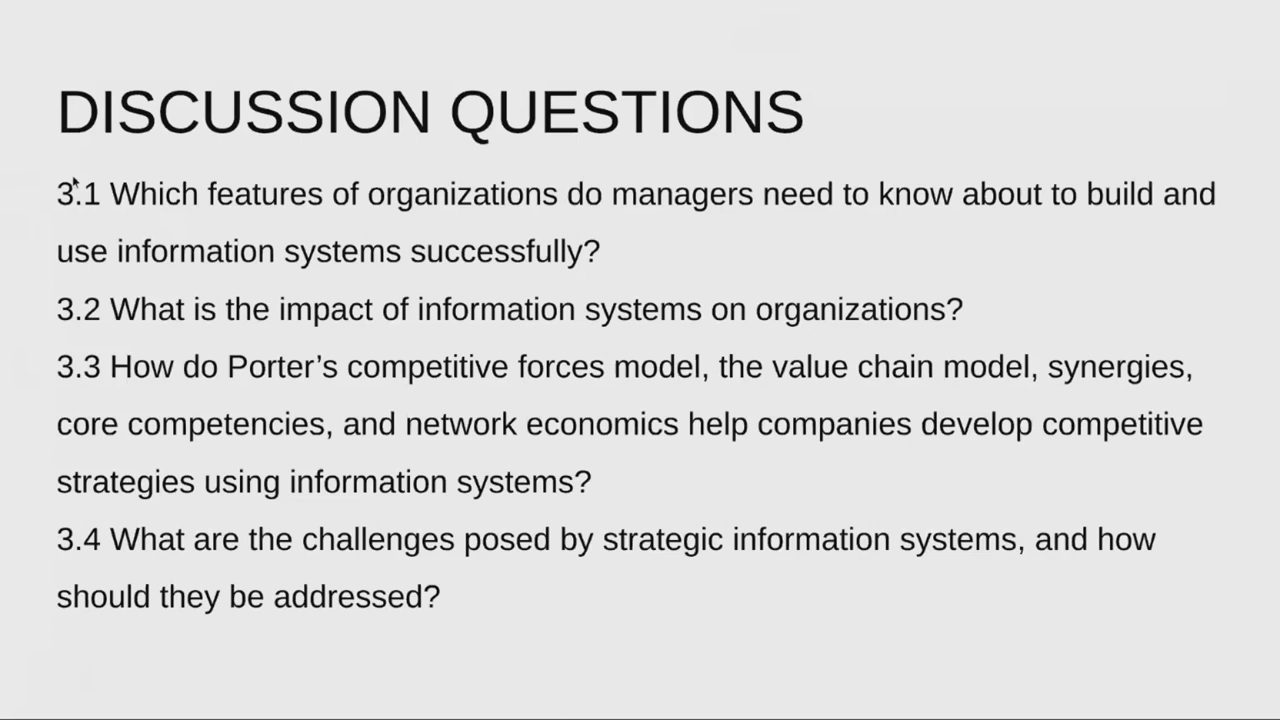 DISCUSSION QUESTIONS
3.1 Which features of organizations do managers need to know about to build and
use information systems successfully?
3.2 What is the impact of information systems on organizations?
3.3 How do Porter’s competitive forces model, the value chain model, synergies,
core competencies, and network economics help companies develop competitive
strategies using information systems?
3.4 What are the challenges posed by strategic information systems, and how
should they be addressed?